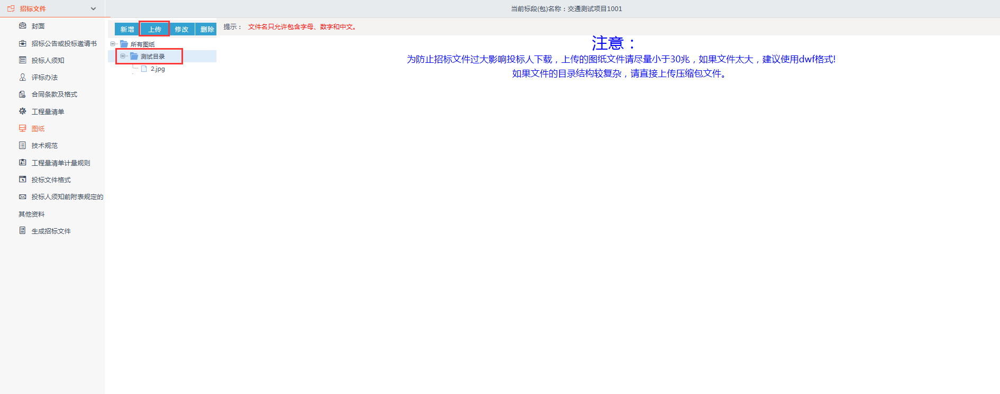 招标文件
当前标段(包)名称：交通测试项目1001
封面
招标公告或投标邀请书
投标人须知
评标办法
合同条款及格式
工程量清单
图纸
技术规范
工程量清单计量规则
投标文件格式
投标人须知前附表规定的
其他资料
生成招标文件
新增 上传 修改 删除
提示： 文件名只允许包含字母、数字和中文。
所有图纸
测试目录
2.jpg
注意：
为防止招标文件过大影响投标人下载，上传的图纸文件请尽量小于30兆，如果文件太大，建议使用dwf格式!
如果文件的目录结构较复杂，请直接上传压缩包文件。